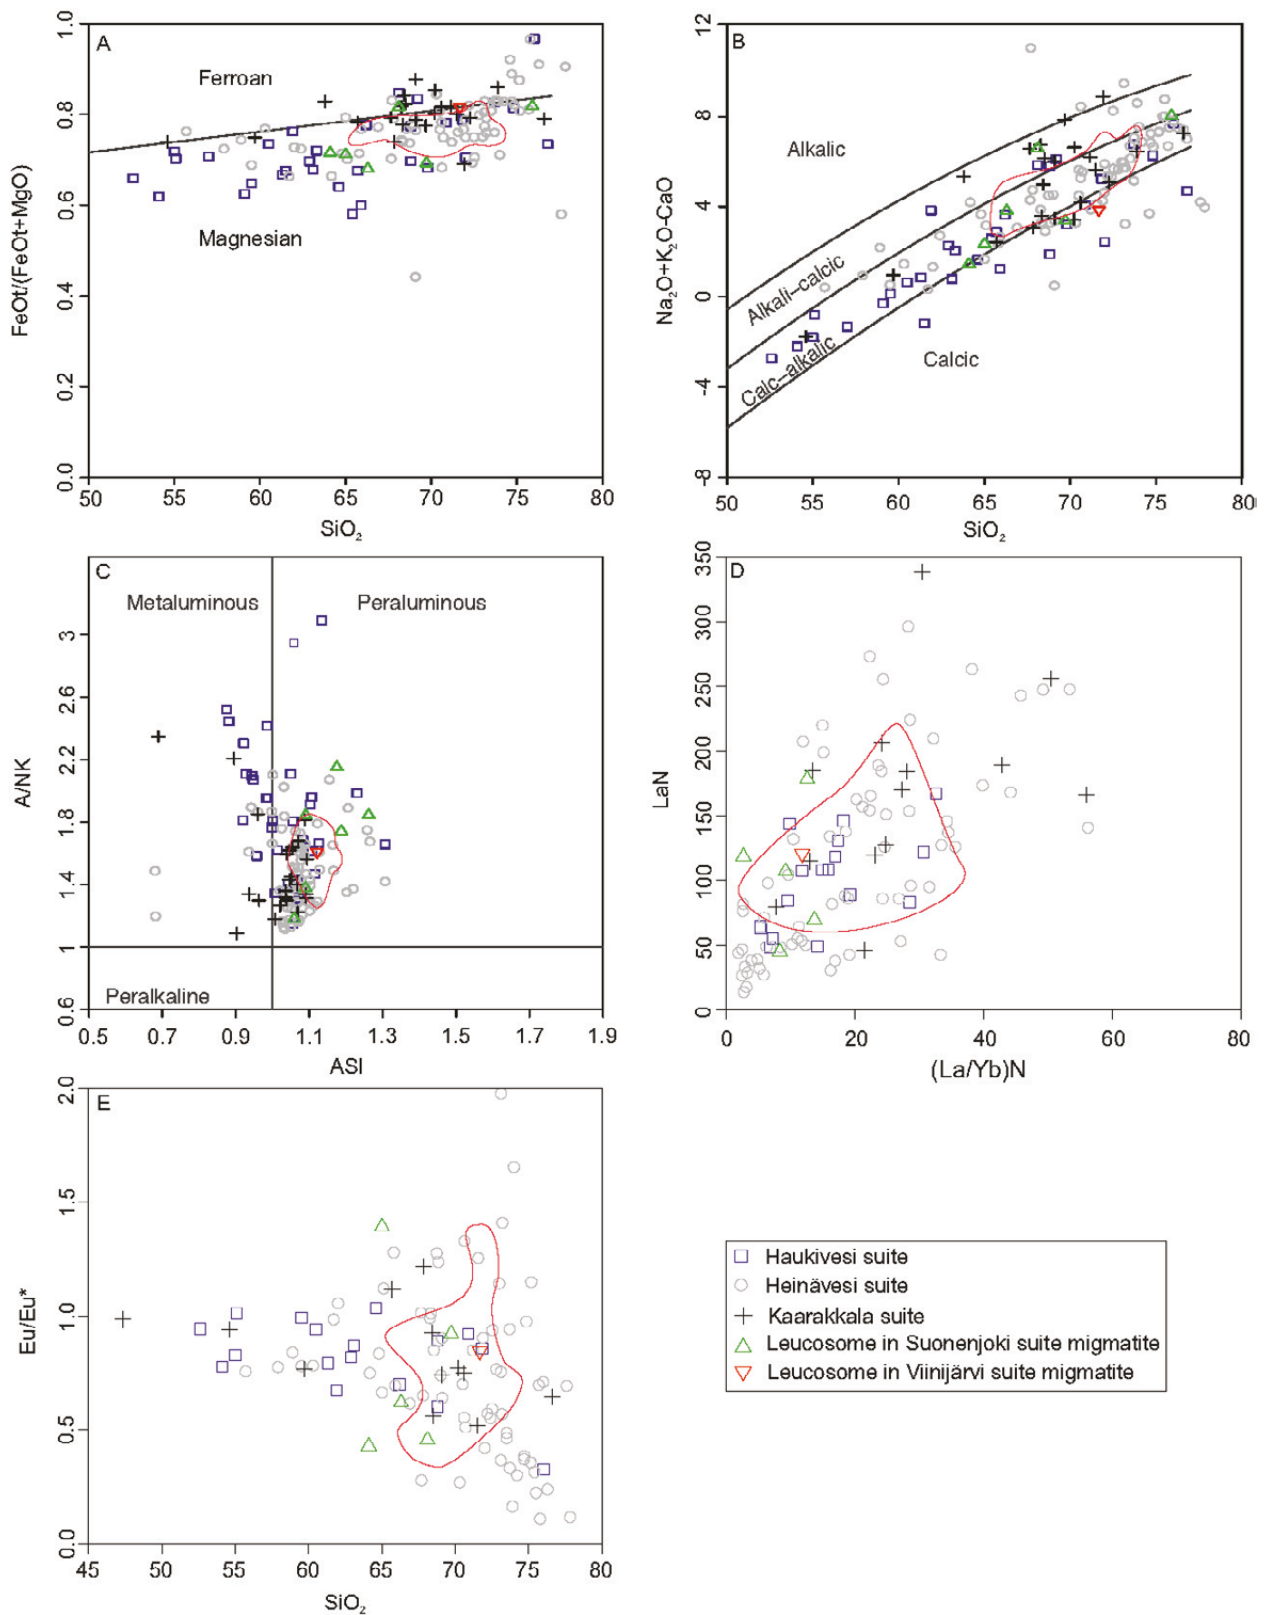 A
Ferroan
Magnesian
FeOt/(FeOt+MgO)
0.0
0.2
0.4
0.6
0.8
1.0
50
55
60
65
70
75
80
SiO₂
B
Alkalic
Alkali–calcic
Calc–alkalic
Calcic
Na₂O+K₂O-CaO
-8
-4
0
4
8
12
50
55
60
65
70
75
80
SiO₂
C
Metaluminous
Peraluminous
Peralkaline
A/NK
0.6
1
1.4
1.8
2.2
2.6
3
0.5
0.7
0.9
1.1
1.3
1.5
1.7
1.9
ASI
D
LaN
0
50
100
150
200
250
300
350
0
20
40
60
80
(La/Yb)N
E
Eu/Eu*
0.0
0.5
1.0
1.5
2.0
45
50
55
60
65
70
75
80
SiO₂
Haukivesi suite
Heinävesi suite
Kaarakkala suite
Leucosome in Suonenjoki suite migmatite
Leucosome in Viinijärvi suite migmatite